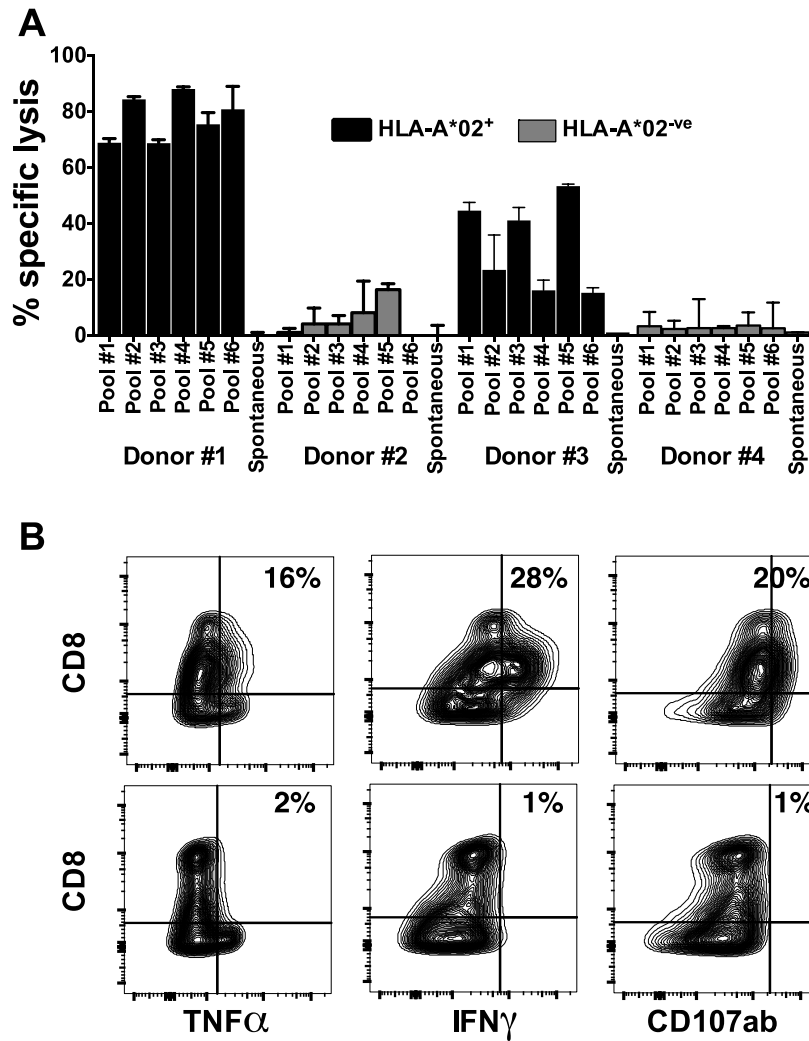 A
% specific lysis
100
80
60
40
20
0
HLA-A*02+
HLA-A*02-ve
Pool #1
Pool #2
Pool #3
Pool #4
Pool #5
Pool #6
Spontaneous
Pool #1
Pool #2
Pool #3
Pool #4
Pool #5
Pool #6
Spontaneous
Pool #1
Pool #2
Pool #3
Pool #4
Pool #5
Pool #6
Spontaneous
Pool #1
Pool #2
Pool #3
Pool #4
Pool #5
Pool #6
Spontaneous
Donor #1
Donor #2
Donor #3
Donor #4
B
CD8
16%
28%
20%
CD8
2%
1%
1%
TNFα
IFNγ
CD107ab